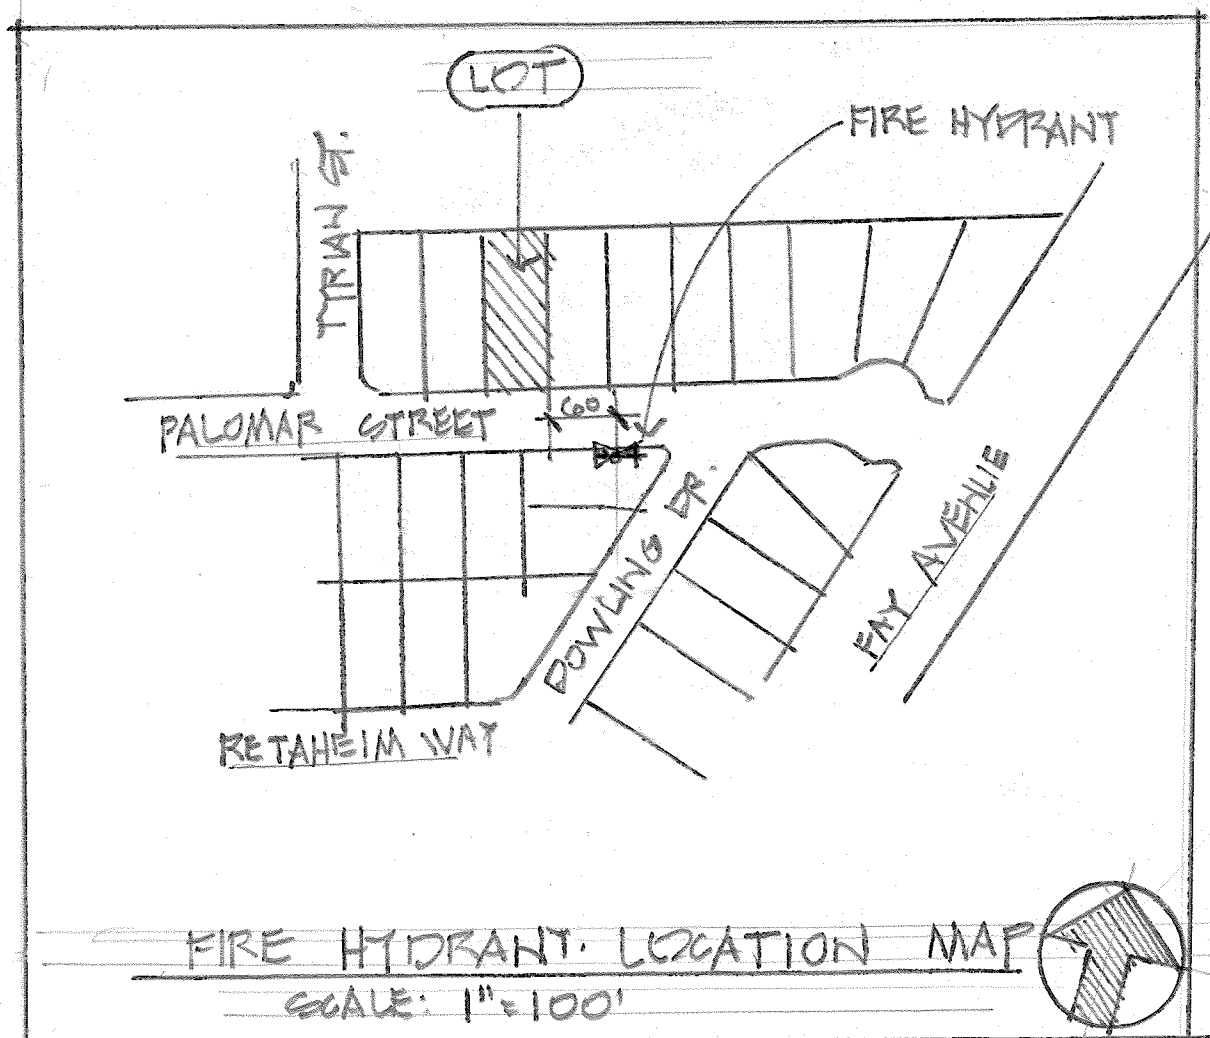 LOT
FIRE HYDRANT
TYRIAN ST.
PALOMAR STREET
60
DOWLING DR.
FAY AVENUE
RETAHEIM WAY
FIRE HYDRANT LOCATION MAP
SCALE: 1"=100'